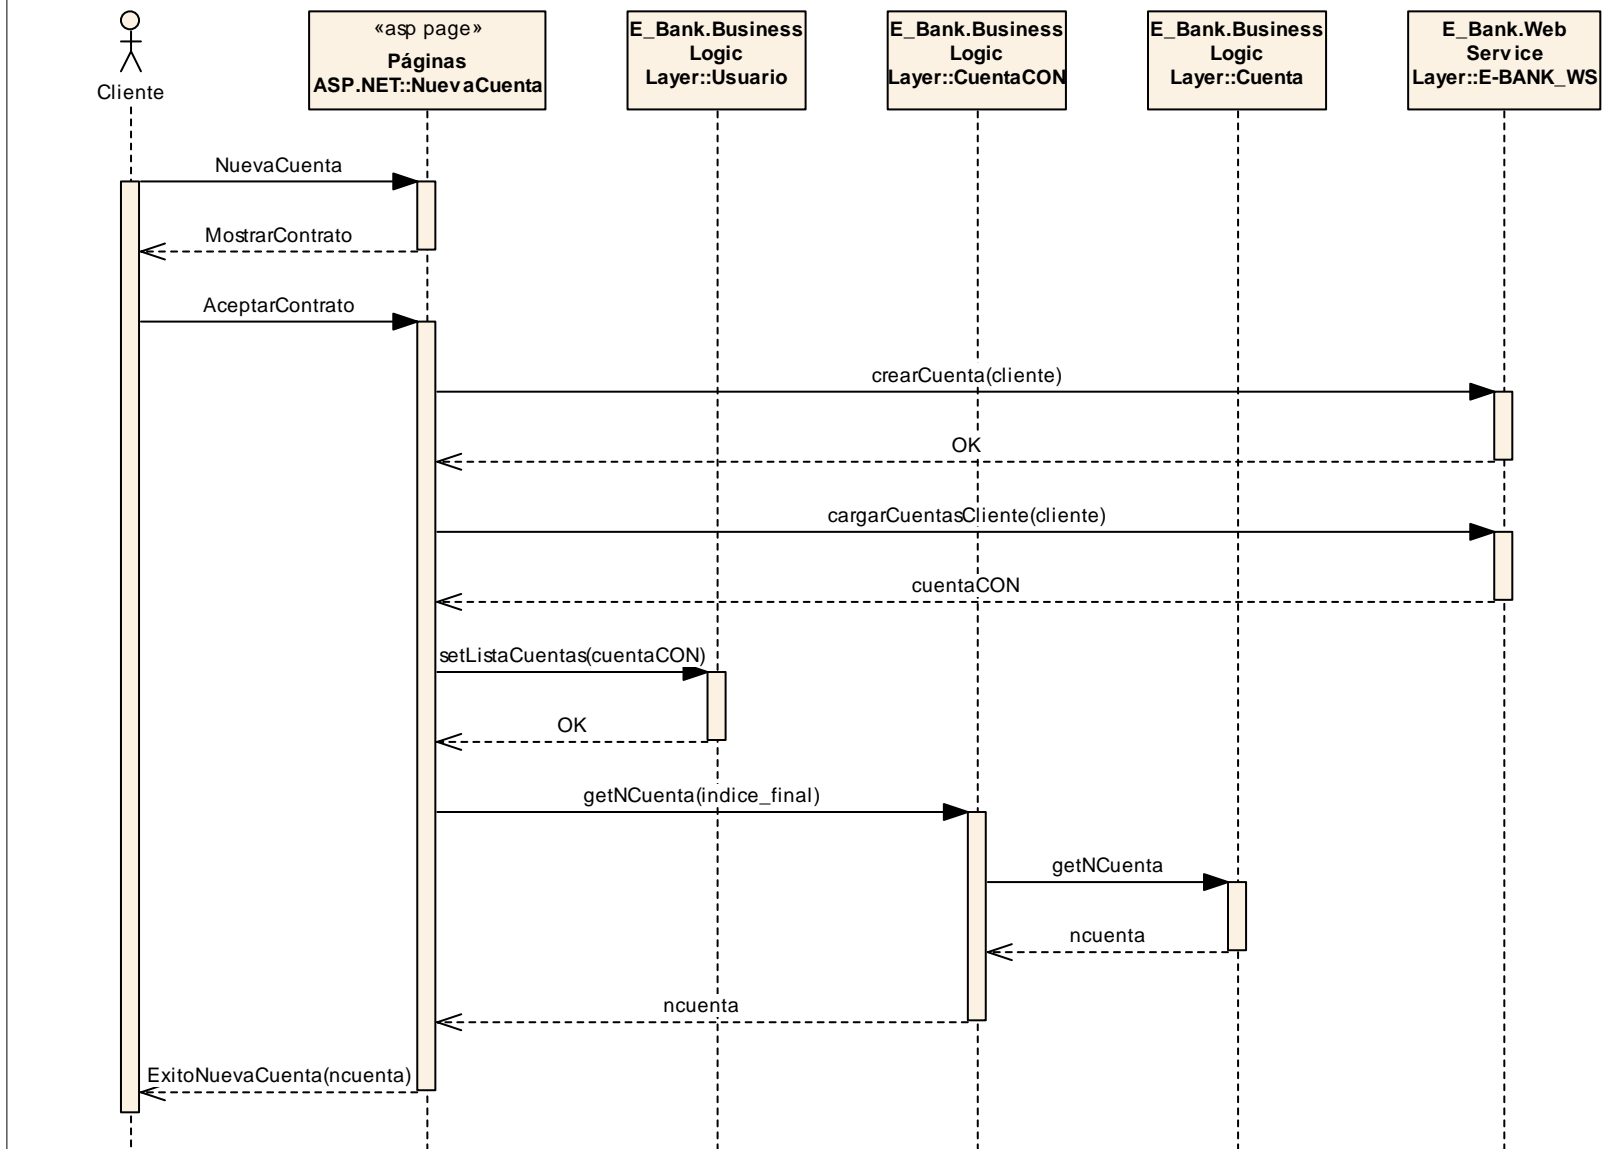 Cliente
«asp page»
Páginas
ASP.NET::NuevaCuenta
E_Bank.Business
Logic
Layer::Usuario
E_Bank.Business
Logic
Layer::CuentaCON
E_Bank.Business
Logic
Layer::Cuenta
E_Bank.Web
Service
Layer::E-BANK_WS
NuevaCuenta
MostrarContrato
AceptarContrato
crearCuenta(cliente)
OK
cargarCuentasCliente(cliente)
cuentaCON
setListaCuentas(cuentaCON)
OK
getNCuenta(indice_final)
getNCuenta
ncuenta
ncuenta
ExitoNuevaCuenta(ncuenta)